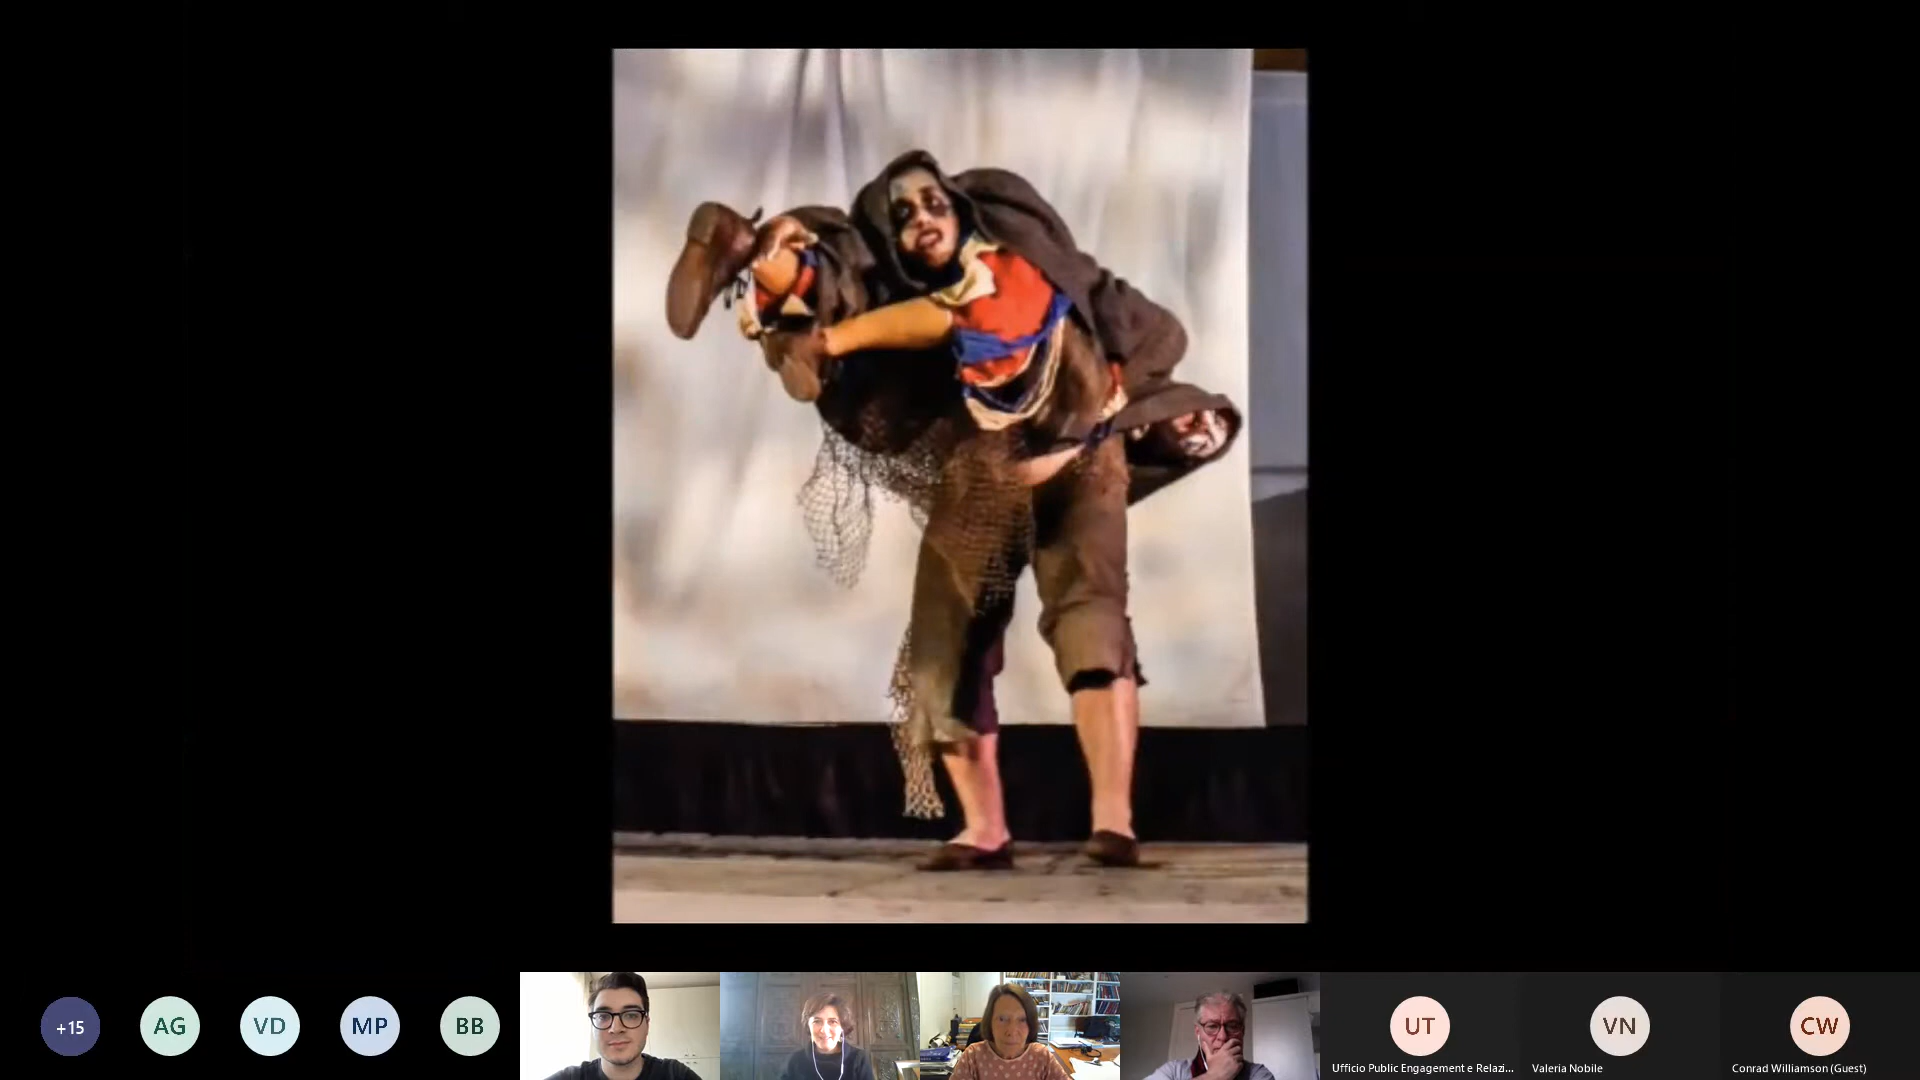 +15
AG
VD
MP
BB
UT
VN
CW
Ufficio Public Engagement e Relazi...
Valeria Nobile
Conrad Williamson (Guest)